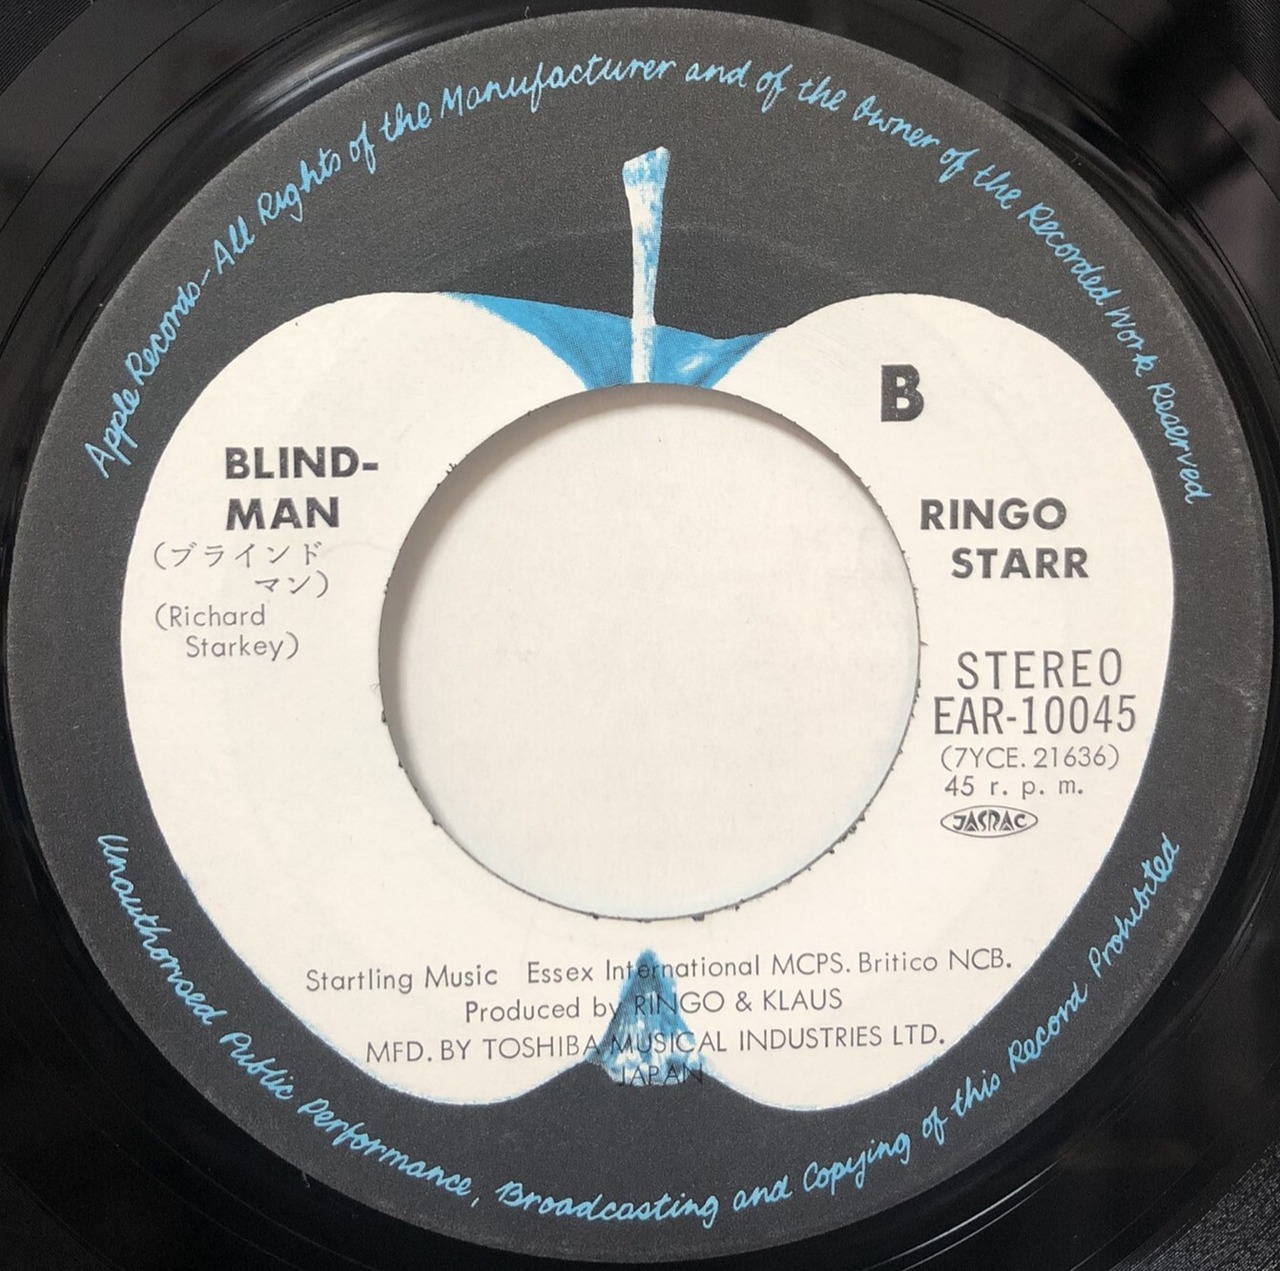 Apple Records-All Rights of the Manufacturer and of the Owner of the Recorded Work Reserved
B
BLIND-
MAN
(ブラインド
マン)
(Richard
Starkey)
RINGO
STARR
STEREO
EAR-10045
(7YCE. 21636)
45 r. p. m.
JASRAC
Startling Music Essex International MCPS. Britico NCB.
Produced by RINGO & KLAUS
MFD. BY TOSHIBA MUSICAL INDUSTRIES LTD.
JAPAN
Unauthorised Public Performance, Broadcasting and Copying of this Record Prohibited